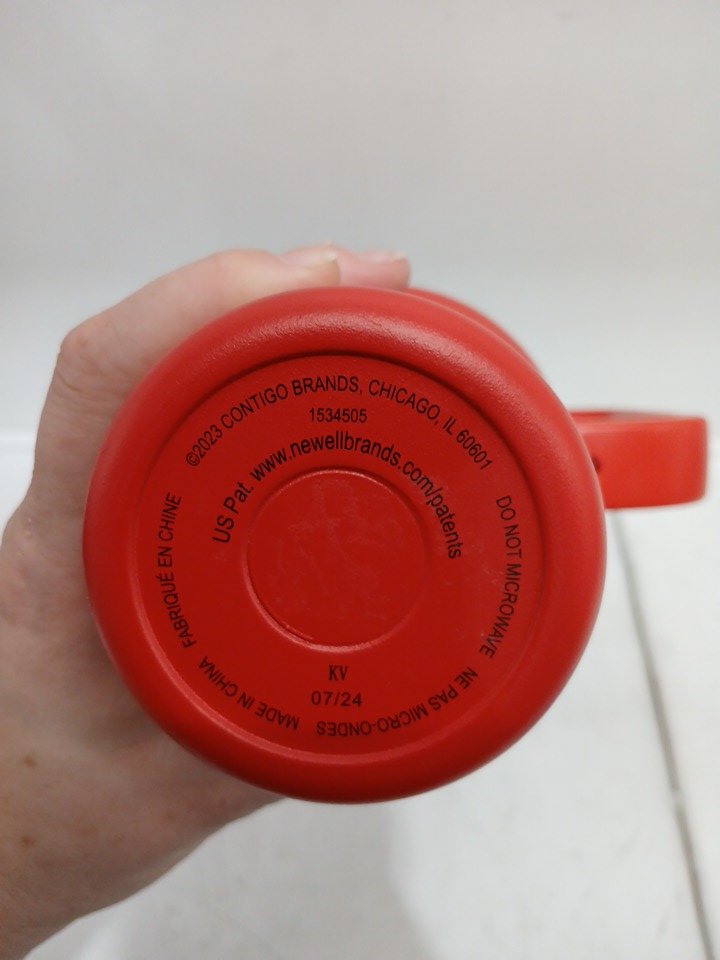 ©2023 CONTIGO BRANDS, CHICAGO, IL 60601
1534505
US Pat. www.newellbrands.com/patents
DO NOT MICROWAVE
NE PAS MICRO-ONDES
MADE IN CHINA
FABRIQUÉ EN CHINE
KV
07/24